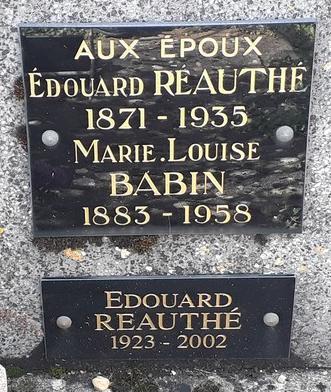 AUX ÉPOUX
ÉDOUARD RÉAUTHÉ
1871 - 1935
MARIE.LOUISE
BABIN
1883 - 1958
EDOUARD
REAUTHÉ
1923 - 2002